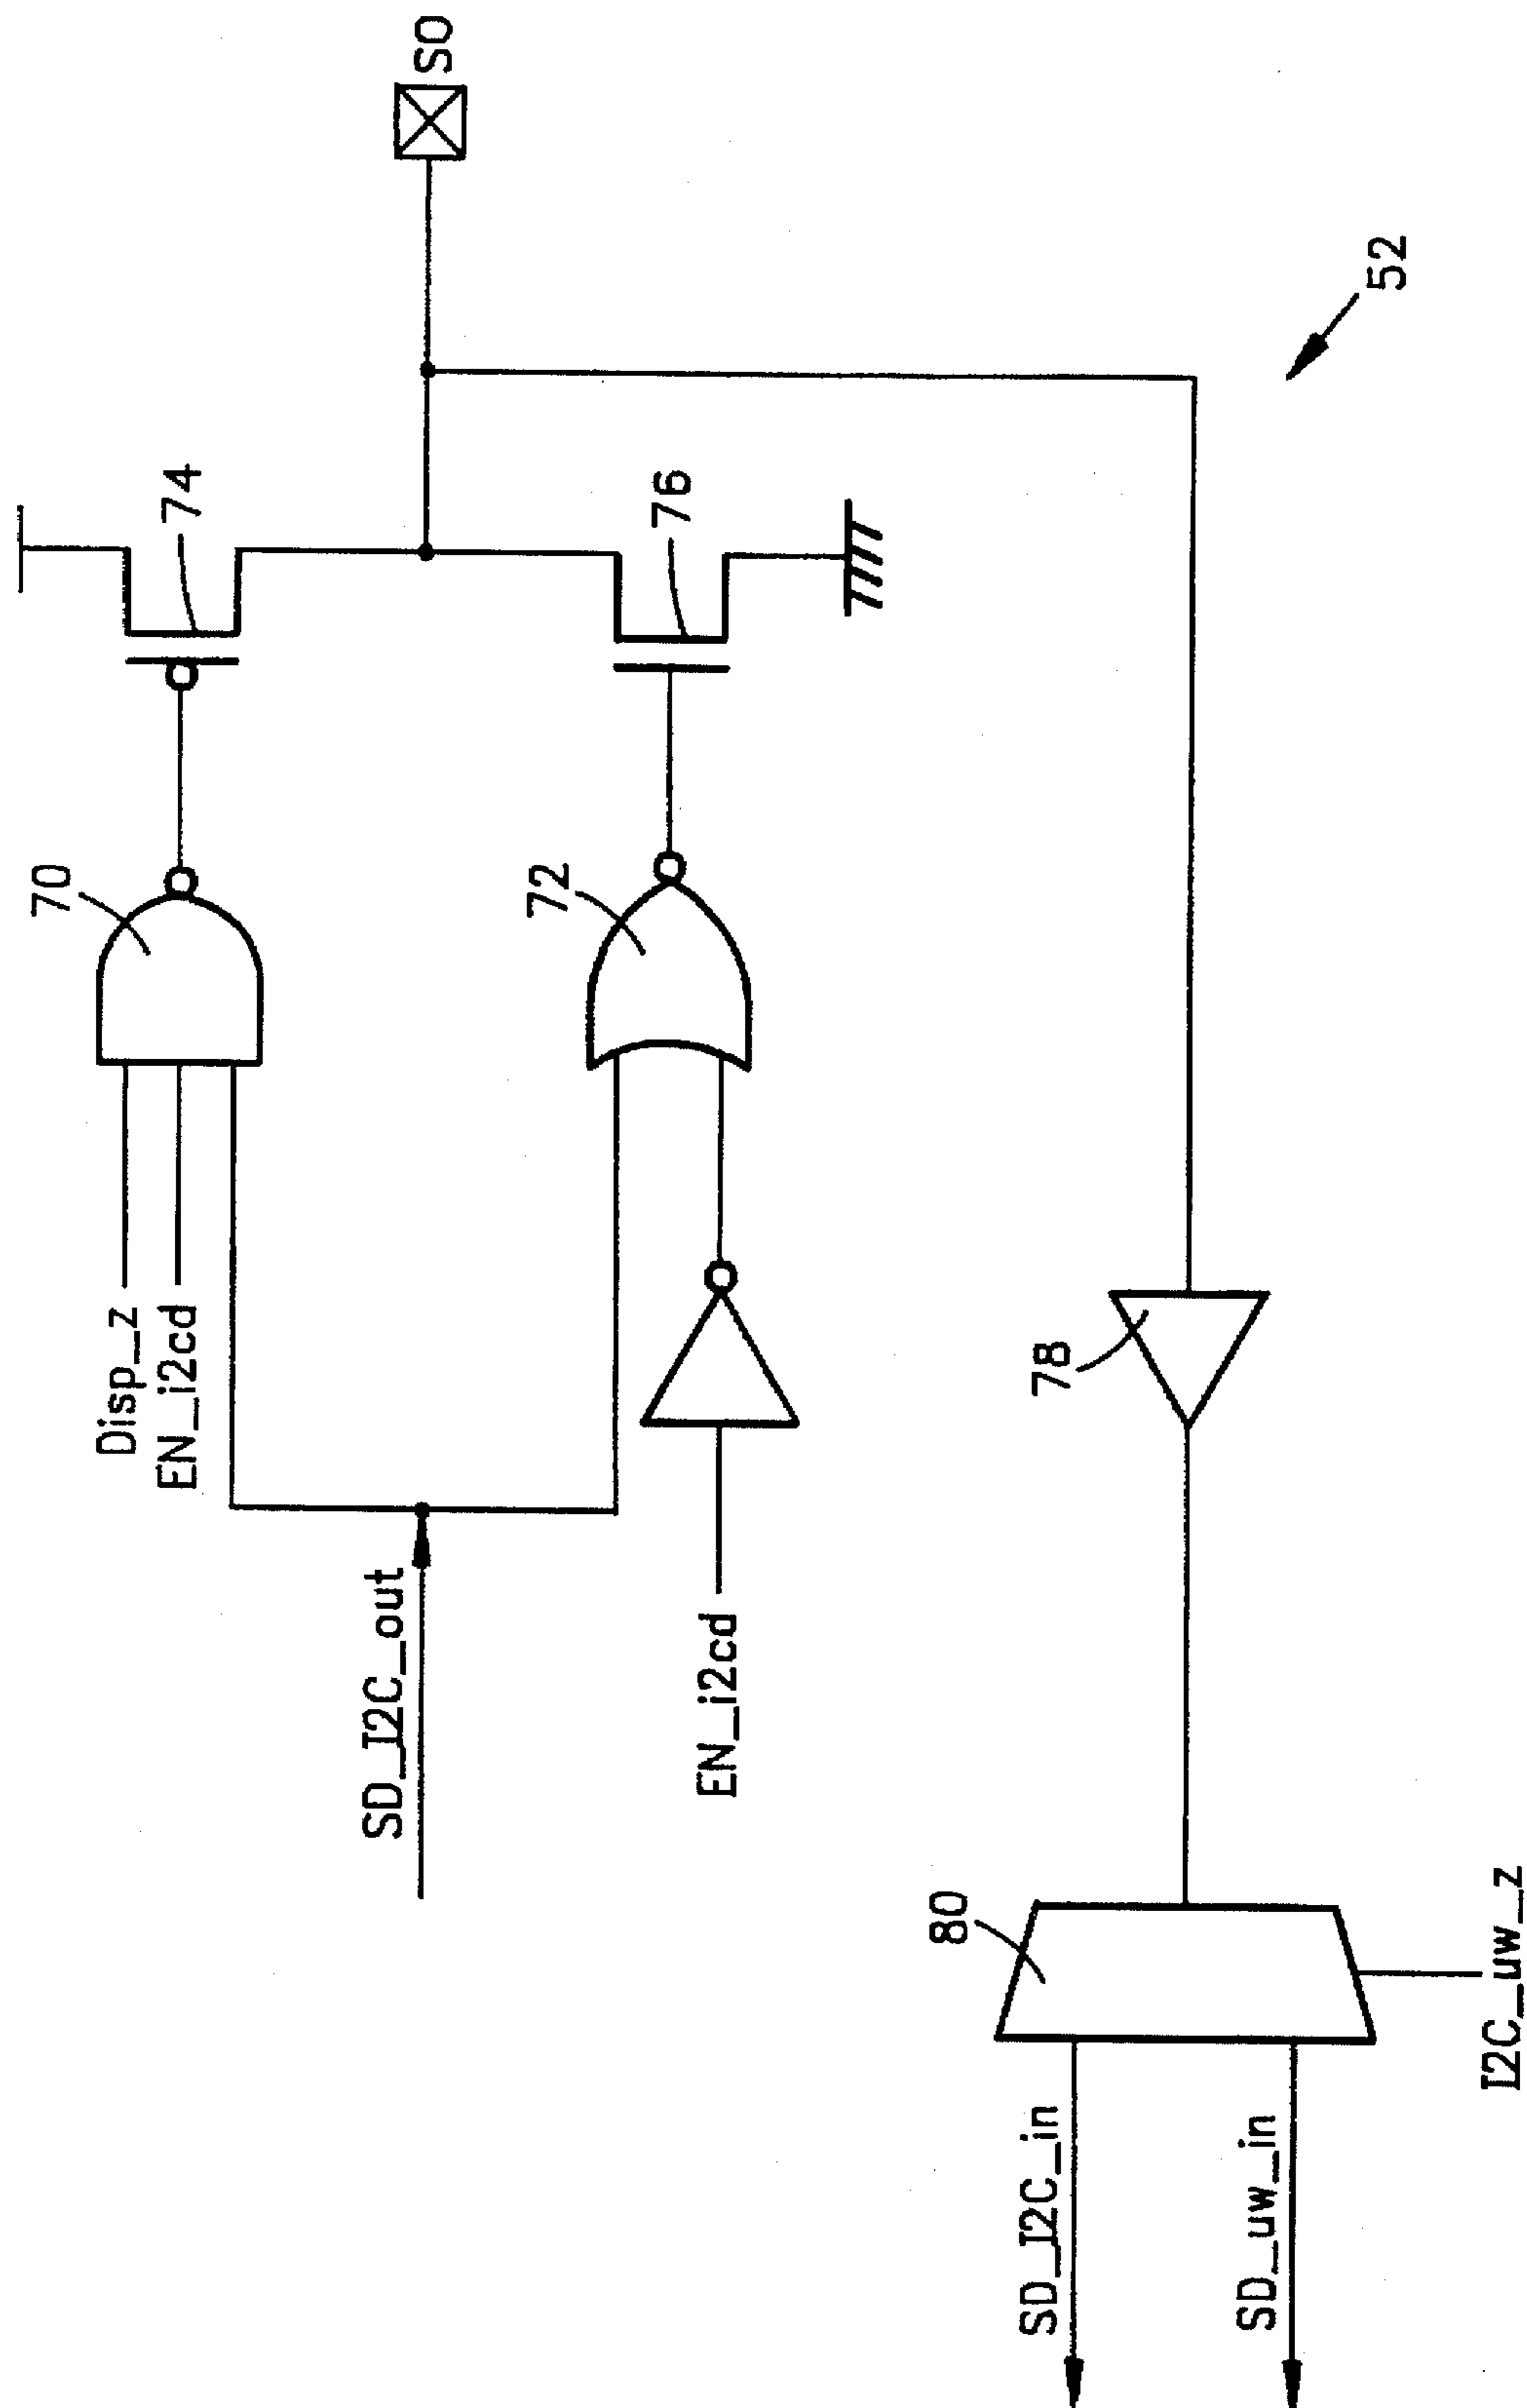 SO
52
74
76
70
72
Disp_z
EN_i2cd
SD_I2C_out
EN_i2cd
78
80
I2C_uw_z
SD_I2C_in
SD_uw_in